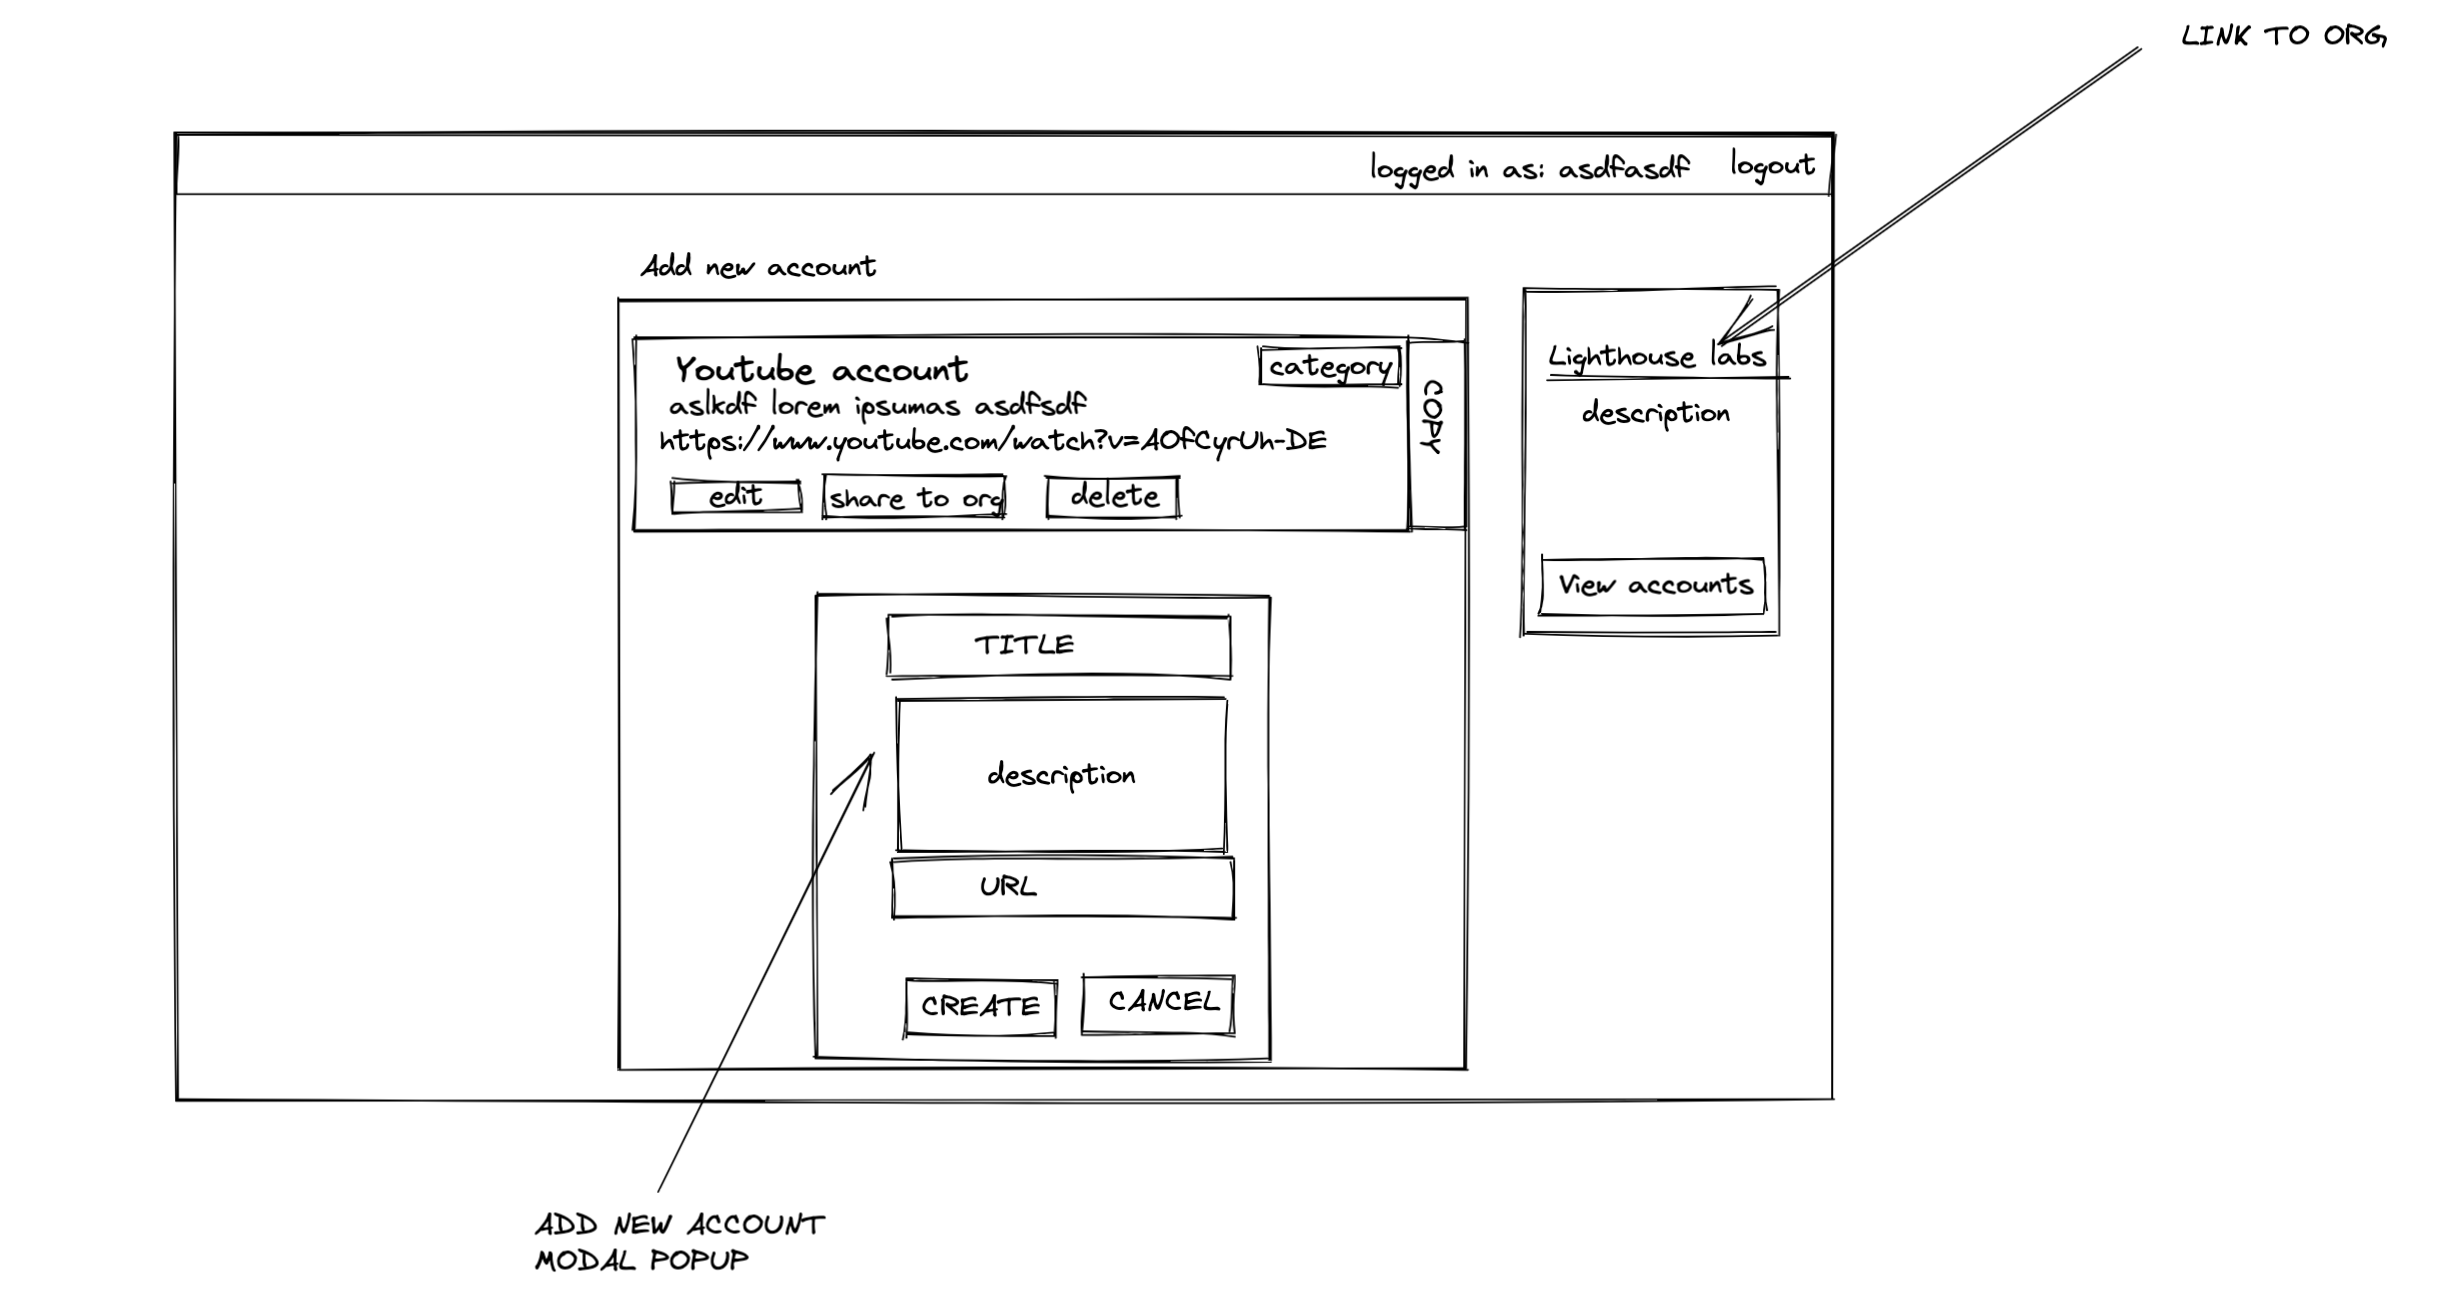 LINK TO ORG
logged in as: asdfasdf logout
Add new account
Youtube account
category
aslkdf lorem ipsumas asdfsdf
https://www.youtube.com/watch?v=AOfCyrUh-DE
COPY
edit
share to org
delete
Lighthouse labs
description
View accounts
TITLE
description
URL
CREATE
CANCEL
ADD NEW ACCOUNT
MODAL POPUP